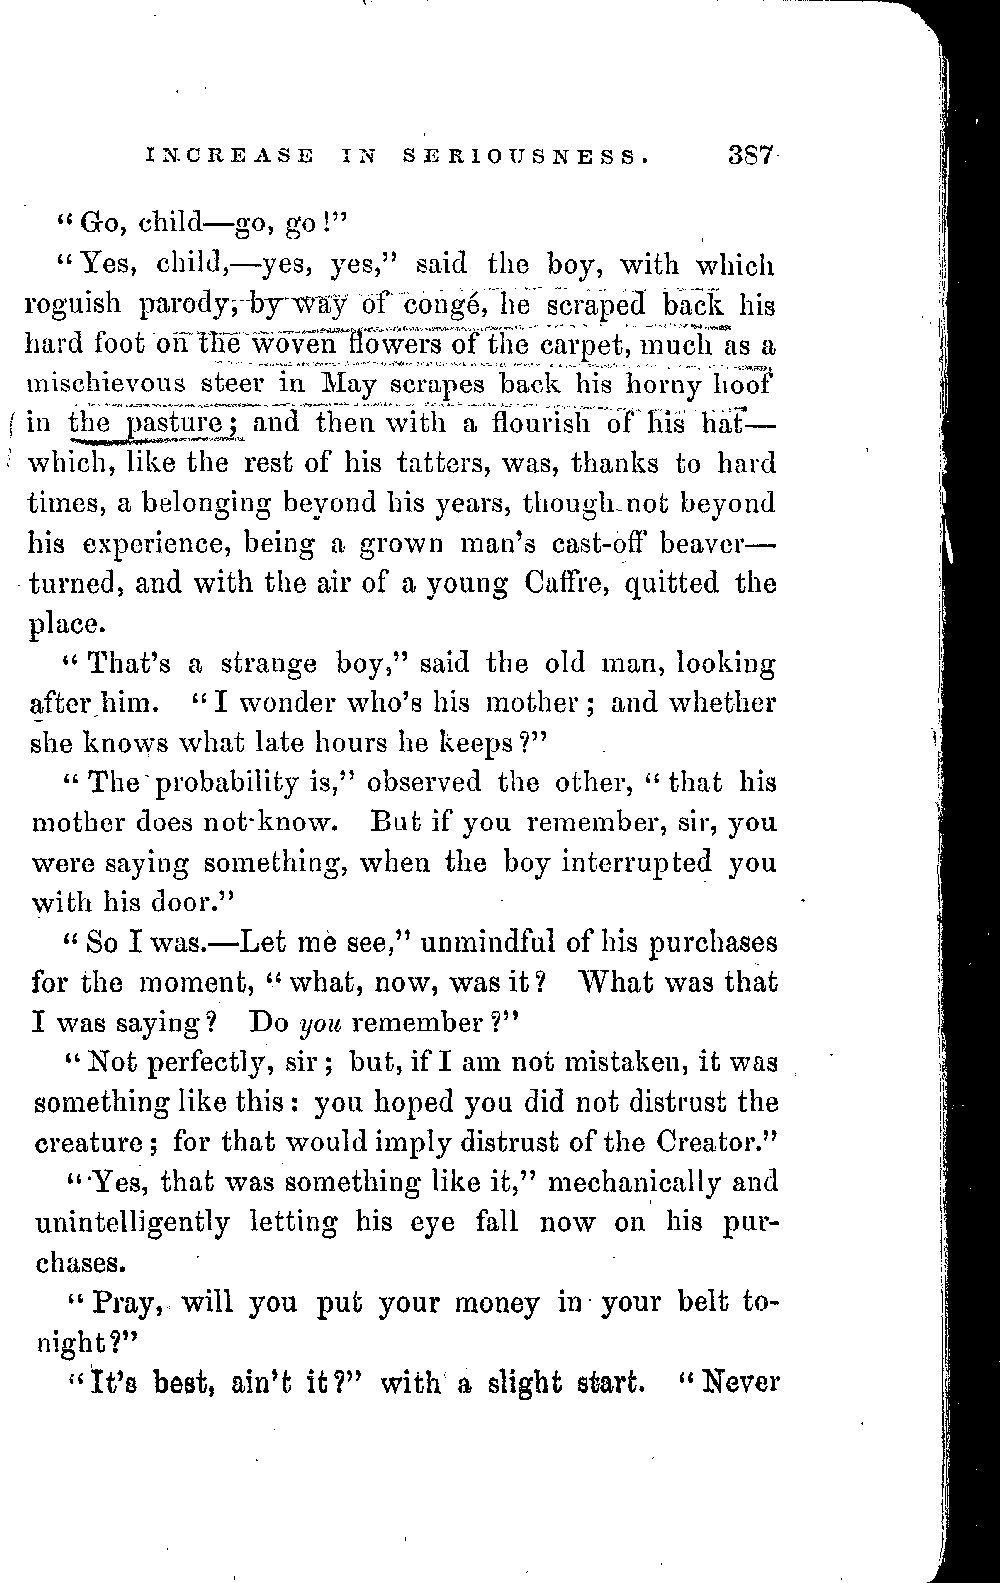 INCREASE IN SERIOUSNESS. 387
"Go, child—go, go!"
"Yes, child,—yes, yes," said the boy, with which
roguish parody, by way of congé, he scraped back his
hard foot on the woven flowers of the carpet, much as a
mischievous steer in May scrapes back his horny hoof
in the pasture; and then with a flourish of his hat—
which, like the rest of his tatters, was, thanks to hard
times, a belonging beyond his years, though not beyond
his experience, being a grown man's cast-off beaver—
turned, and with the air of a young Caffre, quitted the
place.
"That's a strange boy," said the old man, looking
after him. "I wonder who's his mother; and whether
she knows what late hours he keeps?"
"The probability is," observed the other, "that his
mother does not know. But if you remember, sir, you
were saying something, when the boy interrupted you
with his door."
"So I was.—Let me see," unmindful of his purchases
for the moment, "what, now, was it? What was that
I was saying? Do you remember?"
"Not perfectly, sir; but, if I am not mistaken, it was
something like this: you hoped you did not distrust the
creature; for that would imply distrust of the Creator."
"Yes, that was something like it," mechanically and
unintelligently letting his eye fall now on his pur-
chases.
"Pray, will you put your money in your belt to-
night?"
"It's best, ain't it?" with a slight start. "Never